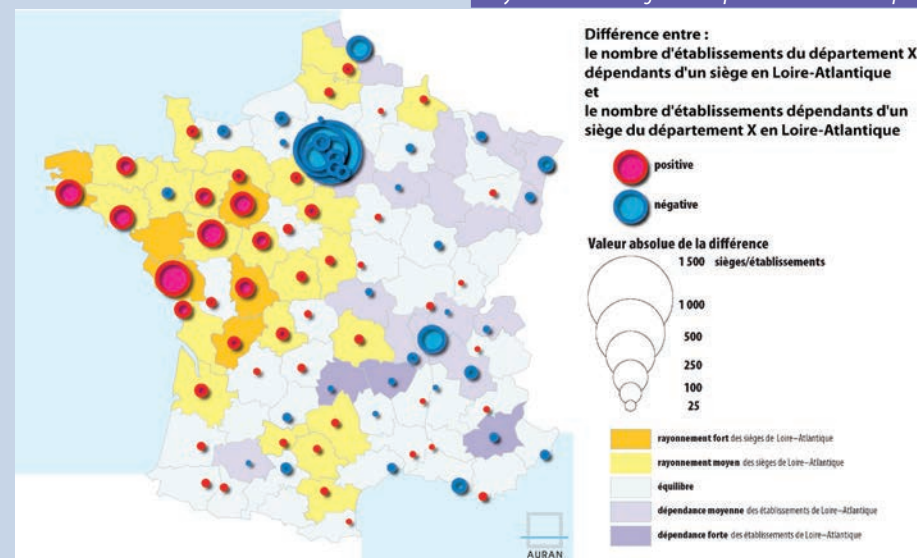 Différence entre :
le nombre d'établissements du département X
dépendants d'un siège en Loire-Atlantique
et
le nombre d'établissements dépendants d'un
siège du département X en Loire-Atlantique
positive
négative
Valeur absolue de la différence
1 500 sièges/établissements
1 000
500
250
100
25
rayonnement fort des sièges de Loire–Atlantique
rayonnement moyen des sièges de Loire–Atlantique
équilibre
dépendance moyenne des établissements de Loire–Atlantique
dépendance forte des établissements de Loire–Atlantique
AURAN